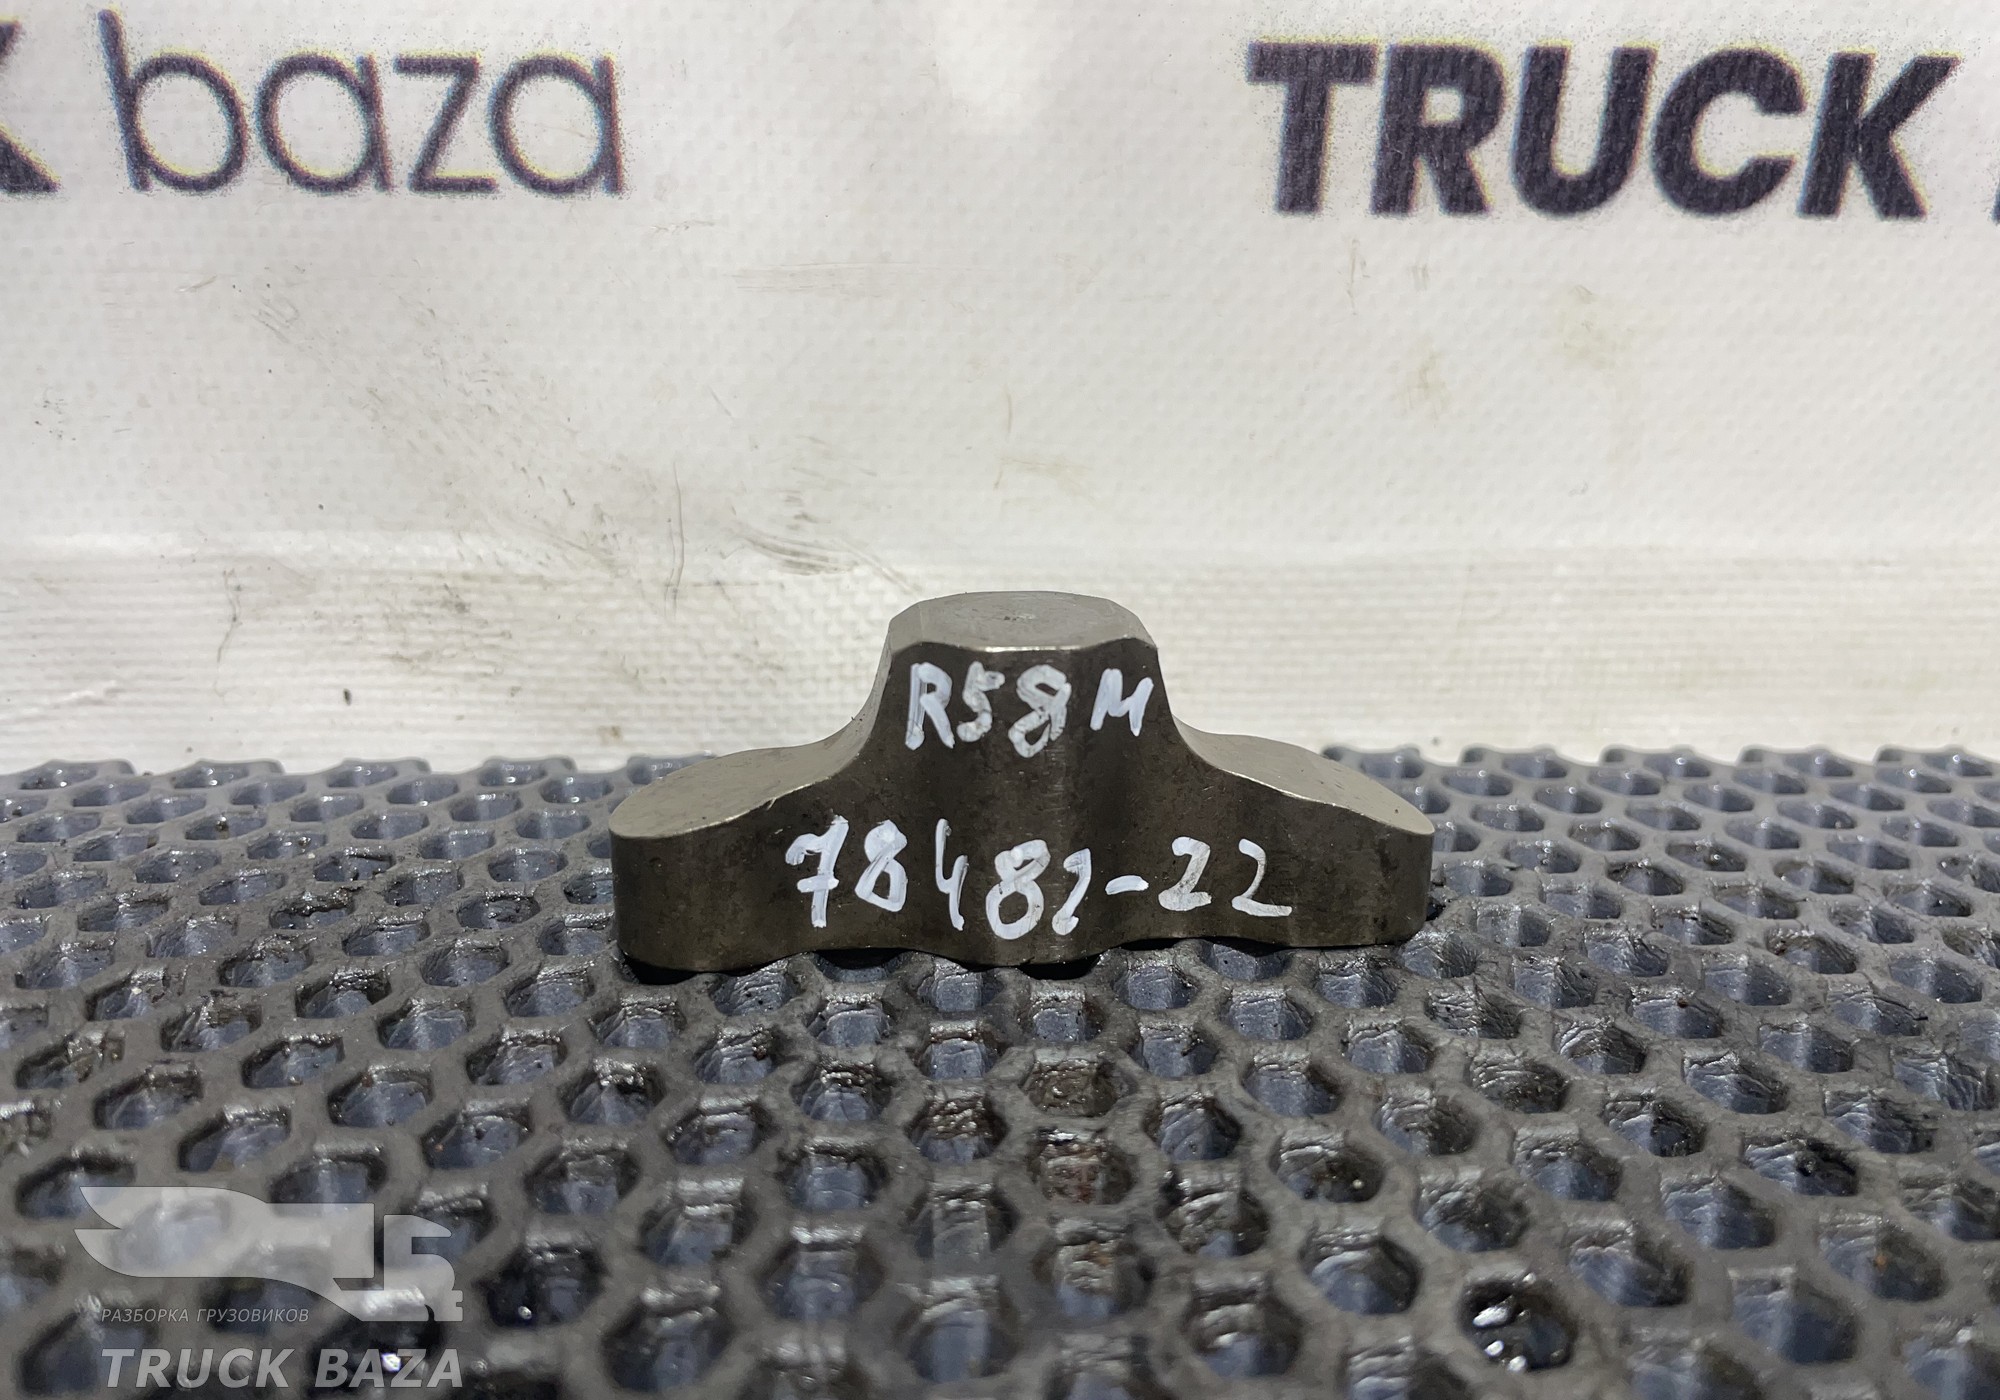 baza
TRUCK
R58M
78482-22
РАЗБОРКА ГРУЗОВИКОВ
TRUCK BAZA